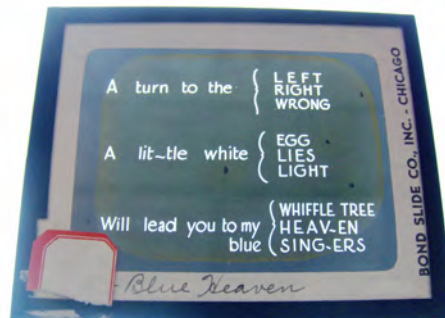 LEFT
A turn to the { RIGHT
WRONG
EGG
A lit~tle white { LIES
LIGHT
WHIFFLE TREE
Will lead you to my { HEAV-EN
blue SING-ERS
-Blue Heaven
BOND SLIDE CO., INC. - CHICAGO